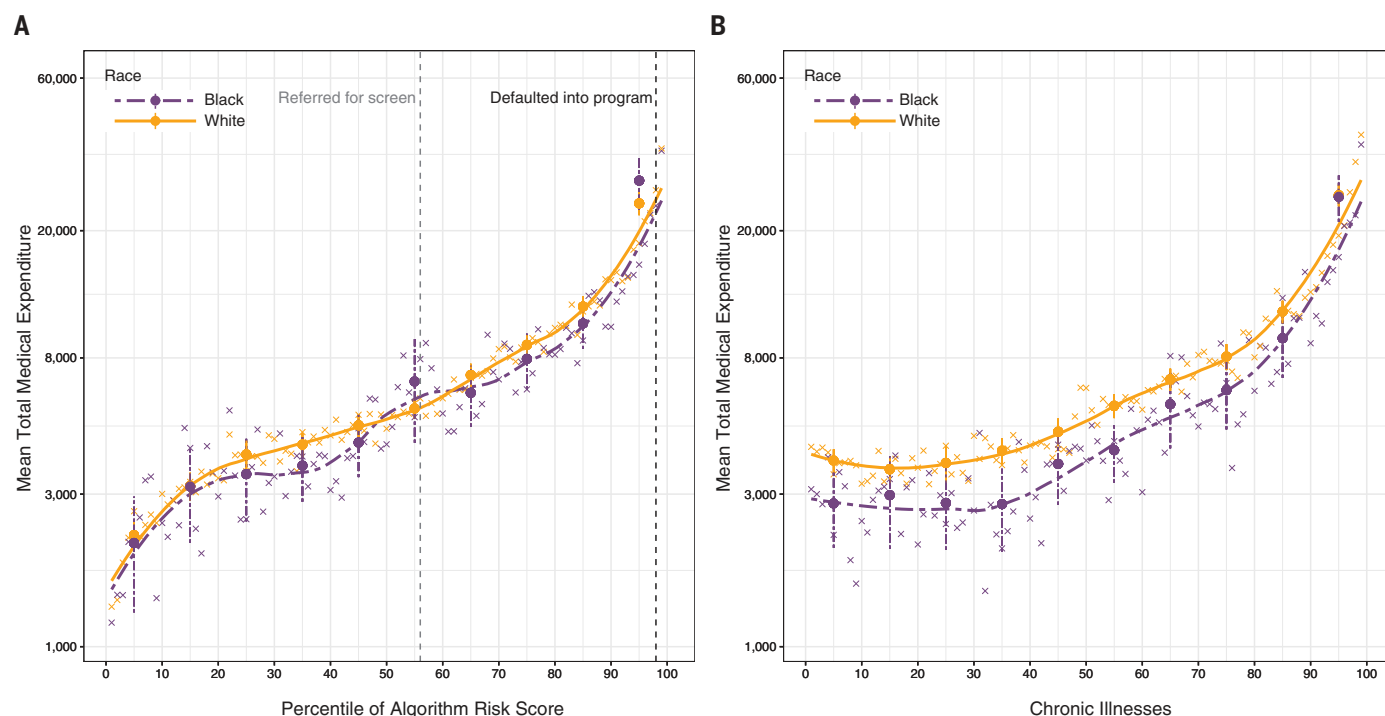 A
Mean Total Medical Expenditure
60,000
20,000
8,000
3,000
1,000
Race
Black
White
Referred for screen
Defaulted into program
0 10 20 30 40 50 60 70 80 90 100
Percentile of Algorithm Risk Score
B
Mean Total Medical Expenditure
60,000
20,000
8,000
3,000
1,000
Race
Black
White
0 10 20 30 40 50 60 70 80 90 100
Chronic Illnesses